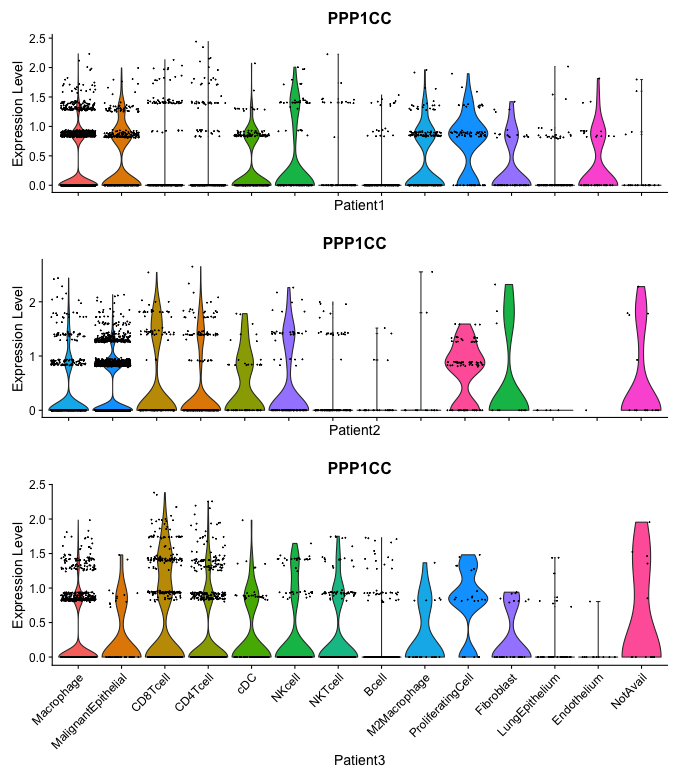 PPP1CC
Expression Level
2.5
2.0
1.5
1.0
0.5
0.0
Patient1
PPP1CC
Expression Level
2
1
0
Patient2
PPP1CC
Expression Level
2.5
2.0
1.5
1.0
0.5
0.0
Macrophage
MalignantEpithelial
CD8Tcell
CD4Tcell
cDC
NKcell
NKTcell
Bcell
M2Macrophage
ProliferatingCell
Fibroblast
LungEpithelium
Endothelium
NotAvail
Patient3